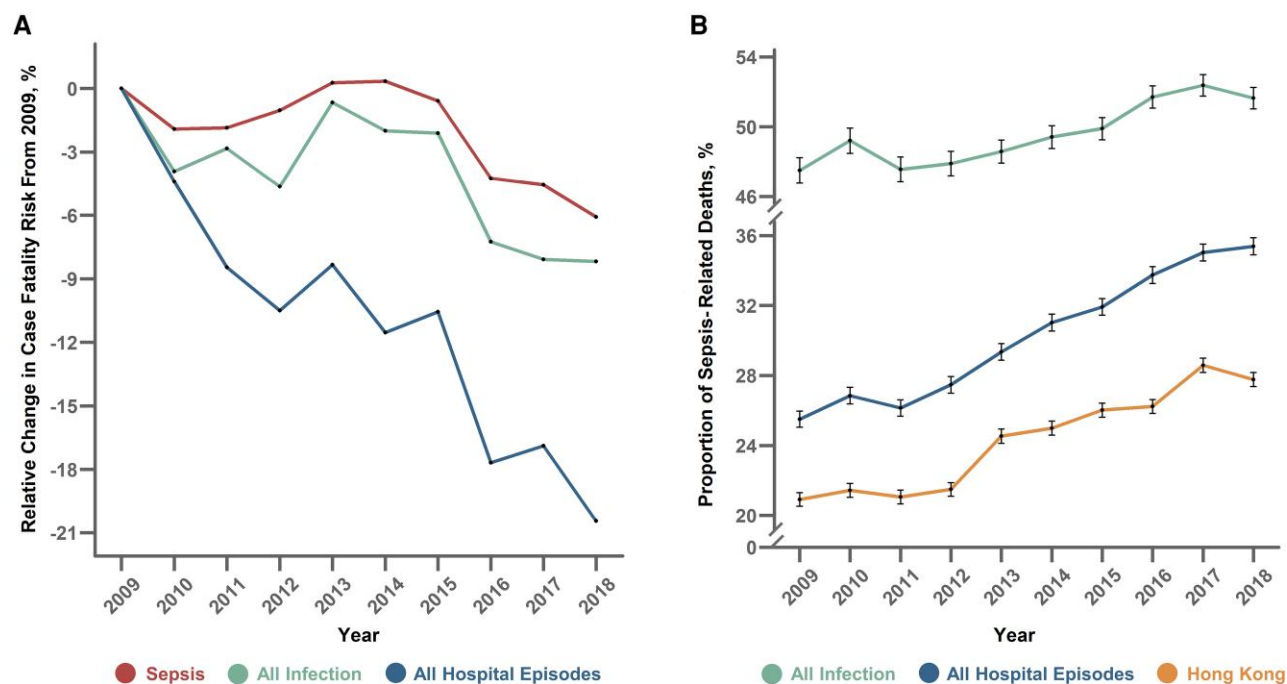 A
Relative Change in Case Fatality Risk From 2009, %
0
-3
-6
-9
-12
-15
-18
-21
2009 2010 2011 2012 2013 2014 2015 2016 2017 2018
Year
Sepsis All Infection All Hospital Episodes
B
Proportion of Sepsis-Related Deaths, %
54
50
46
36
32
28
24
20
0
2009 2010 2011 2012 2013 2014 2015 2016 2017 2018
Year
All Infection All Hospital Episodes Hong Kong